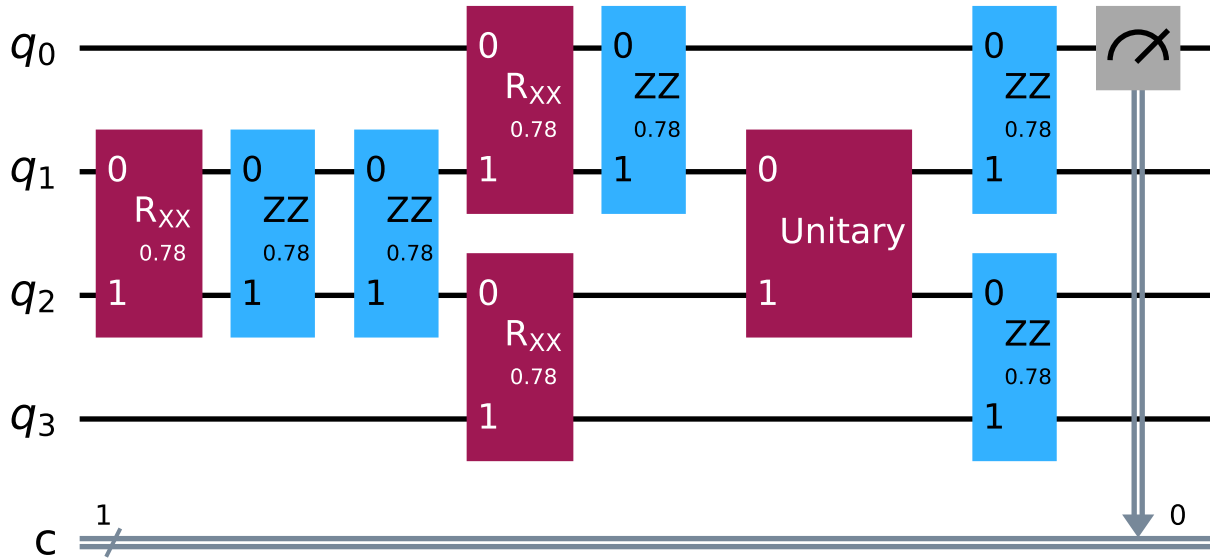 q0 0 0 0
RXX ZZ ZZ
0.78 0.78 0.78
q1 0 0 0 1 1 0 1
RXX ZZ ZZ Unitary
0.78 0.78 0.78
q2 1 1 1 0 1 0
RXX ZZ
0.78 0.78
q3 1 1
1 0
c